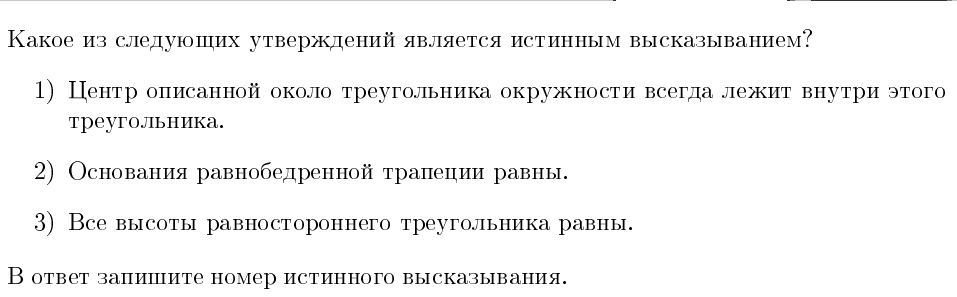 Какое из следующих утверждений является истинным высказыванием?
1) Центр описанной около треугольника окружности всегда лежит внутри этого
треугольника.
2) Основания равнобедренной трапеции равны.
3) Все высоты равностороннего треугольника равны.
В ответ запишите номер истинного высказывания.